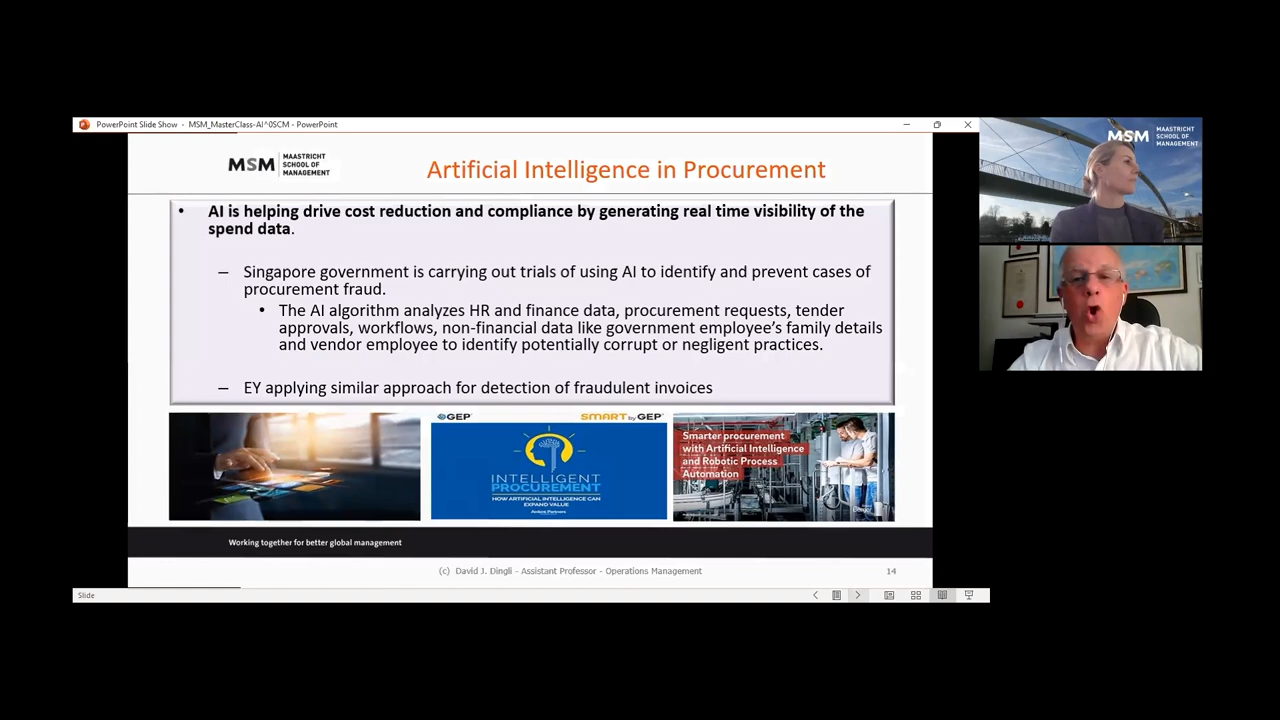 PowerPoint Slide Show - MSM_MasterClass-AI^0SCM - PowerPoint
MSM
MAASTRICHT
SCHOOL OF
MANAGEMENT
Artificial Intelligence in Procurement
• AI is helping drive cost reduction and compliance by generating real time visibility of the
spend data.
– Singapore government is carrying out trials of using AI to identify and prevent cases of
procurement fraud.
• The AI algorithm analyzes HR and finance data, procurement requests, tender
approvals, workflows, non-financial data like government employee's family details
and vendor employee to identify potentially corrupt or negligent practices.
– EY applying similar approach for detection of fraudulent invoices
GEP
SMART by GEP
INTELLIGENT
PROCUREMENT
HOW ARTIFICIAL INTELLIGENCE CAN
EXPAND VALUE
Smarter procurement
with Artificial Intelligence
and Robotic Process
Automation
Working together for better global management
(c) David J. Dingli - Assistant Professor - Operations Management
14
Slide
MSM
MAASTRICHT
SCHOOL OF
MANAGEMENT